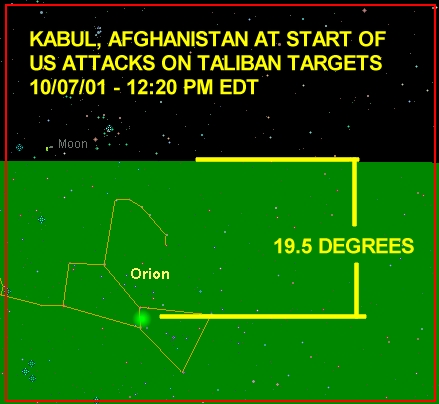 KABUL, AFGHANISTAN AT START OF
US ATTACKS ON TALIBAN TARGETS
10/07/01 - 12:20 PM EDT
Moon
19.5 DEGREES
Orion